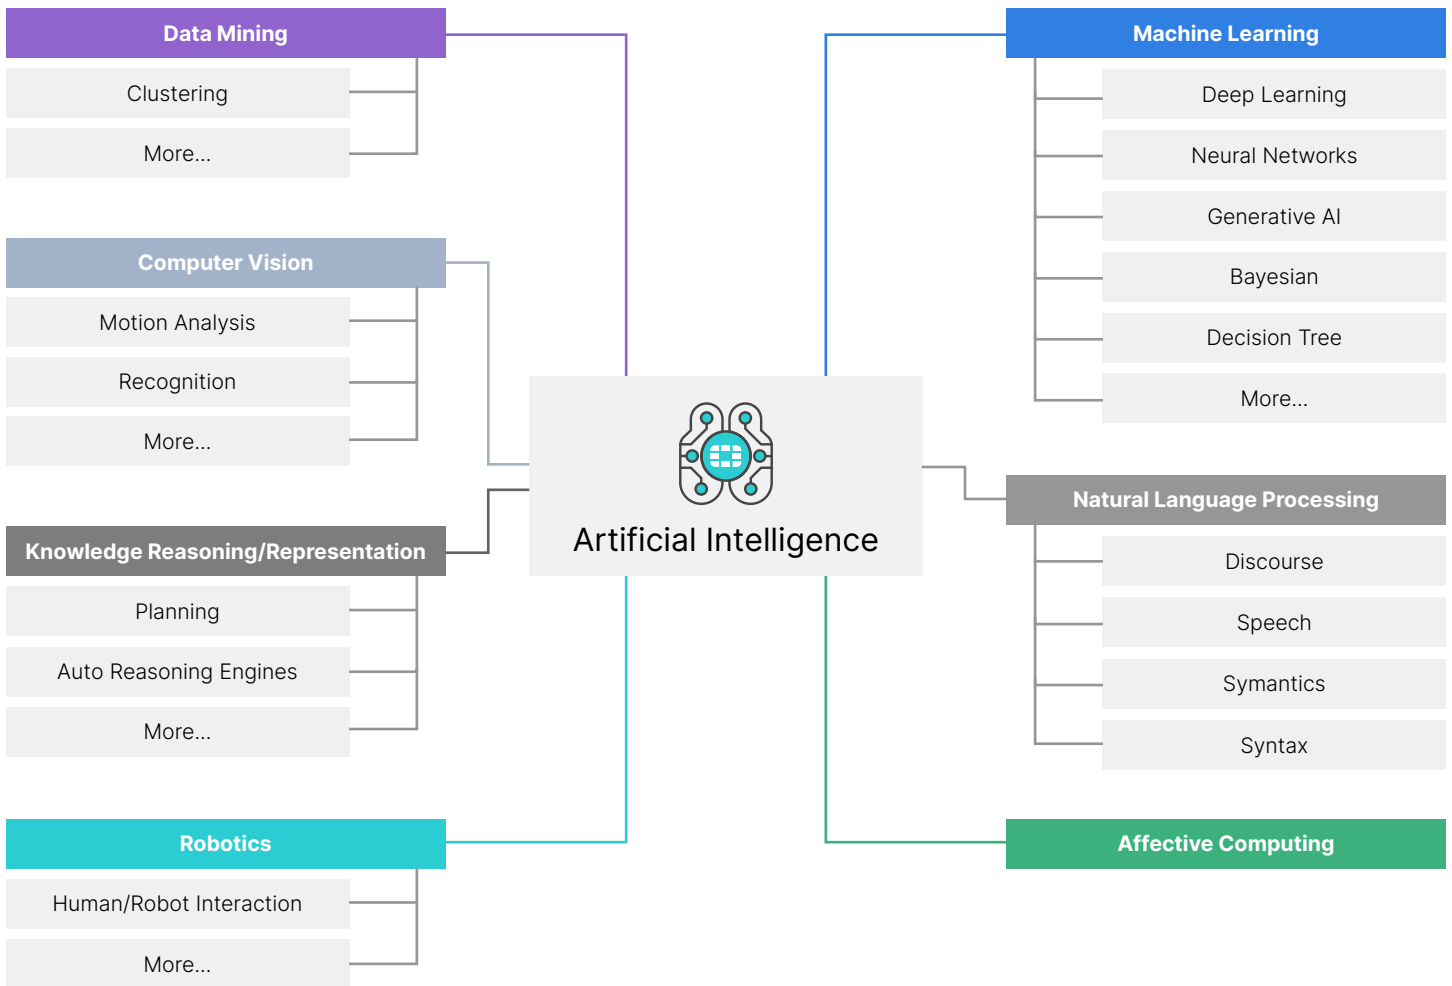 Data Mining
Clustering
More...
Computer Vision
Motion Analysis
Recognition
More...
Knowledge Reasoning/Representation
Planning
Auto Reasoning Engines
More...
Robotics
Human/Robot Interaction
More...
Artificial Intelligence
Machine Learning
Deep Learning
Neural Networks
Generative AI
Bayesian
Decision Tree
More...
Natural Language Processing
Discourse
Speech
Symantics
Syntax
Affective Computing